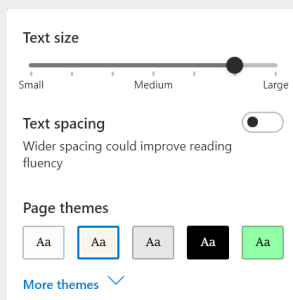 Text size
Small Medium Large
Text spacing
Wider spacing could improve reading
fluency
Page themes
Aa Aa Aa Aa Aa
More themes